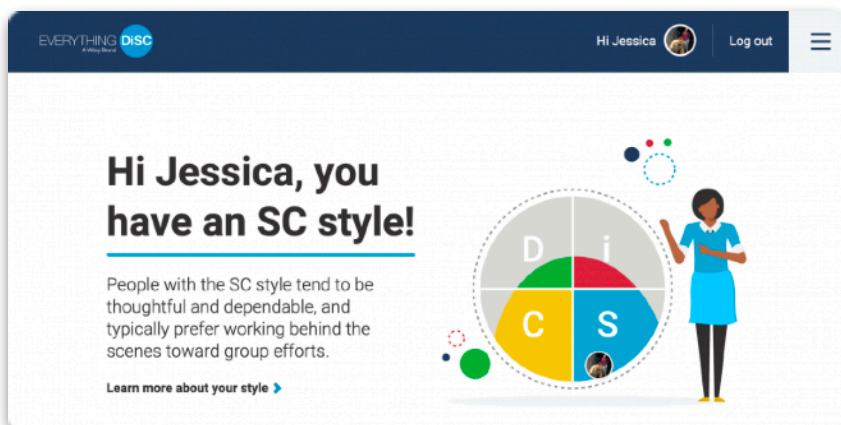 EVERYTHING DiSC
A Wiley Brand
Hi Jessica
Log out
Hi Jessica, you
have an SC style!
People with the SC style tend to be
thoughtful and dependable, and
typically prefer working behind the
scenes toward group efforts.
Learn more about your style
D i
C S